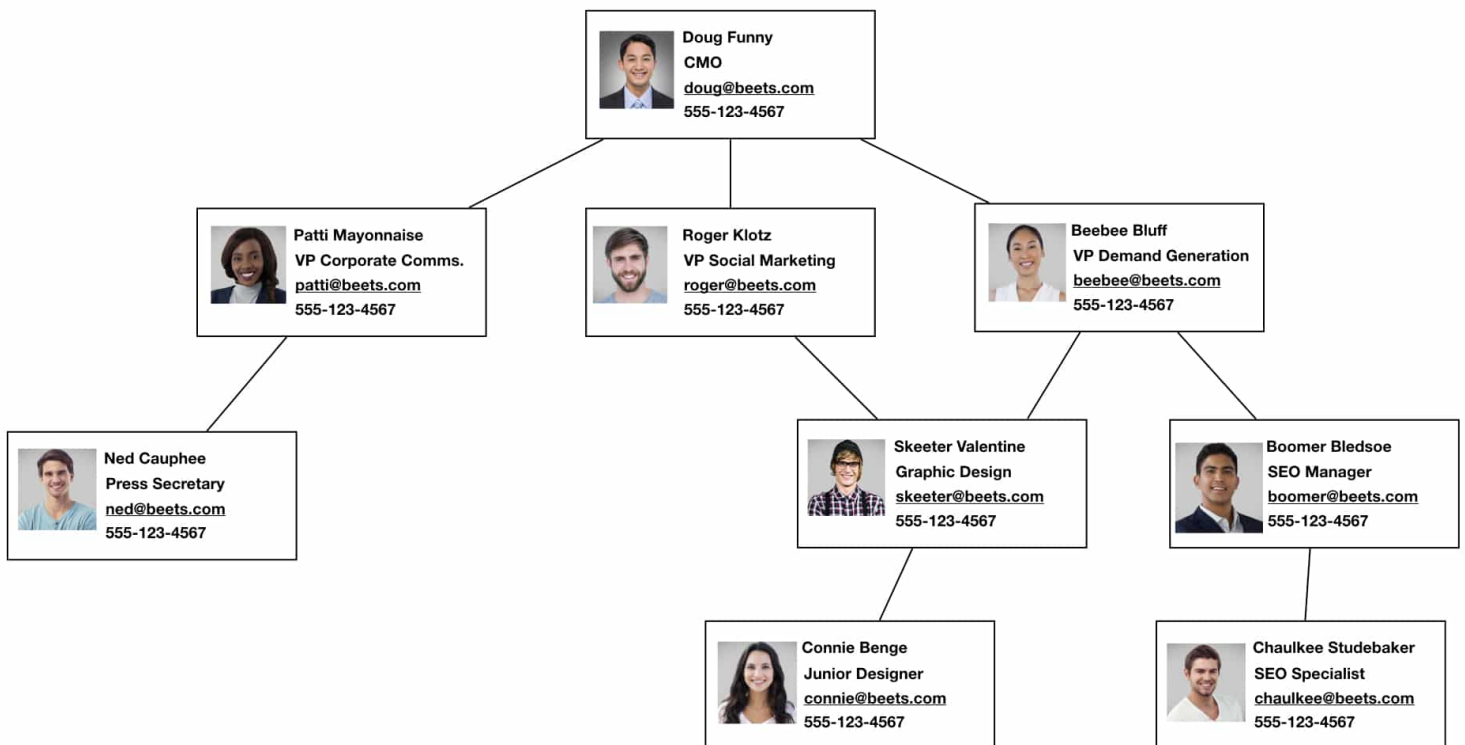 Doug Funny
CMO
doug@beets.com
555-123-4567
Patti Mayonnaise
VP Corporate Comms.
patti@beets.com
555-123-4567
Roger Klotz
VP Social Marketing
roger@beets.com
555-123-4567
Beebee Bluff
VP Demand Generation
beebee@beets.com
555-123-4567
Ned Cauphee
Press Secretary
ned@beets.com
555-123-4567
Skeeter Valentine
Graphic Design
skeeter@beets.com
555-123-4567
Boomer Bledsoe
SEO Manager
boomer@beets.com
555-123-4567
Connie Benge
Junior Designer
connie@beets.com
555-123-4567
Chaulkee Studebaker
SEO Specialist
chaulkee@beets.com
555-123-4567